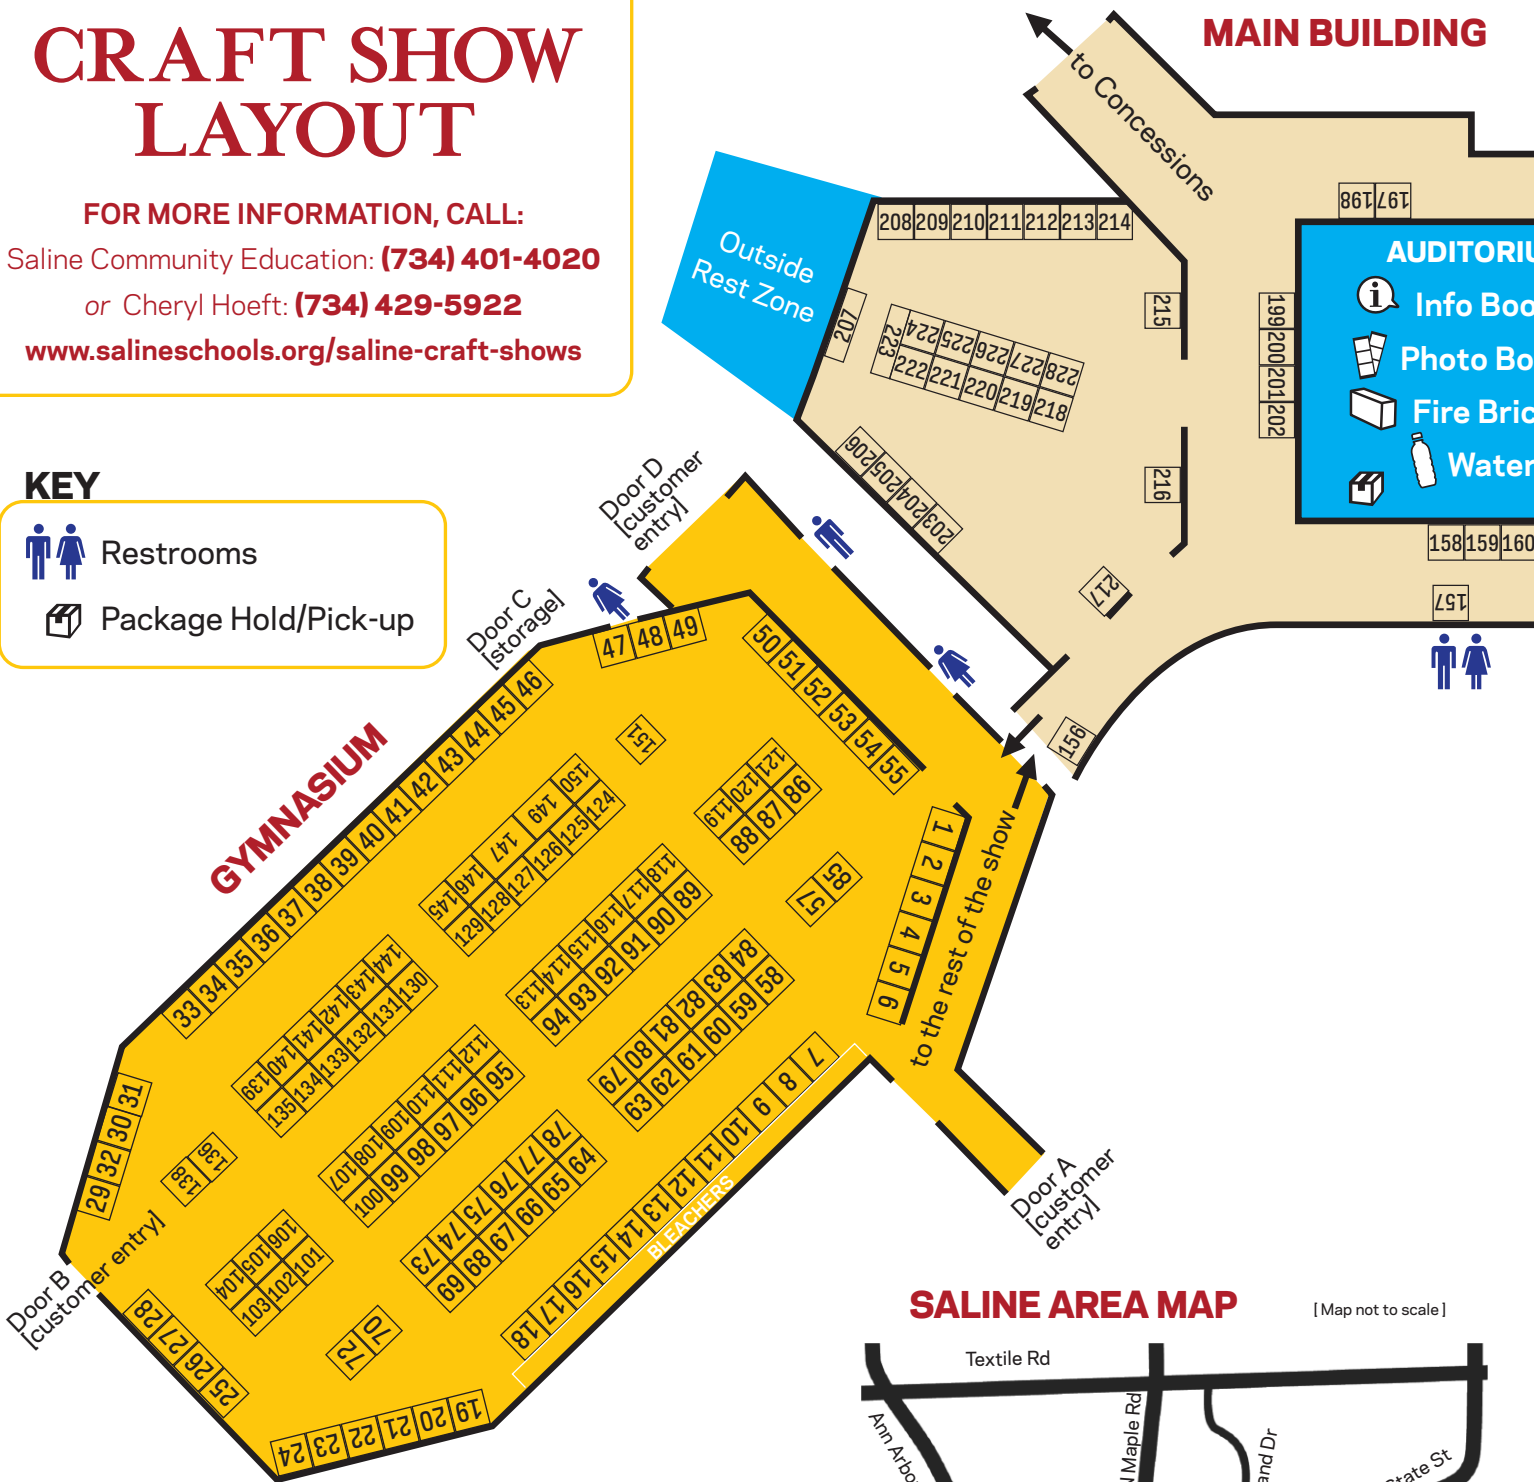 CRAFT SHOW
LAYOUT
FOR MORE INFORMATION, CALL:
Saline Community Education: (734) 401-4020
or Cheryl Hoeft: (734) 429-5922
www.salineschools.org/saline-craft-shows
KEY
Restrooms
Package Hold/Pick-up
MAIN BUILDING
to Concessions
198 197
Outside
Rest Zone
208 209 210 211 212 213 214
207
223 224 225 226 227 228
222 221 220 219 218
215
216
217
206 205 204 203
199 200 201 202
AUDITORIU
Info Boo
Photo Bo
Fire Bric
Water
158 159 160
157
156
Door D
[customer
entry]
Door C
[storage]
GYMNASIUM
47 48 49
50 51 52 53 54 55
33 34 35 36 37 38 39 40 41 42 43 44 45 46
151
145 146 147 149 150
129 128 127 126 125 124
119 120 121
88 87 86
57 85
1 2 3 4 5 6
to the rest of the show
113 114 115 116 117 118
94 93 92 91 90 89
139 140 141 142 143 144
135 134 133 132 131 130
79 80 81 82 83 84
63 62 61 60 59 58
107 108 109 110 111 112
100 99 98 97 96 95
73 74 75 76 77 78
69 68 67 66 65 64
138 136
104 105 106
103 102 101
72 70
29 32 30 31
28 27 26 25
24 23 22 21 20 19
18 17 16 15 14 13 12 11 10 9 8 7
BLEACHERS
Door B
[customer entry]
Door A
[customer
entry]
SALINE AREA MAP
[ Map not to scale ]
Textile Rd
Ann Arbo
N Maple Rd
and Dr
State St